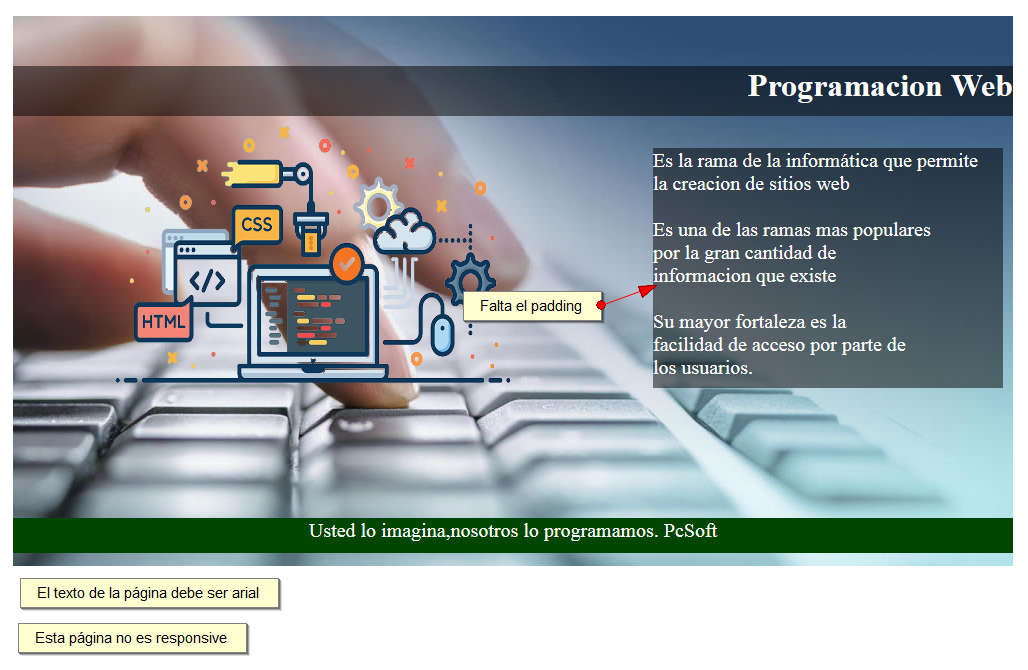 Programacion Web
Es la rama de la informática que permite
la creacion de sitios web
Es una de las ramas mas populares
por la gran cantidad de
informacion que existe
Su mayor fortaleza es la
facilidad de acceso por parte de
los usuarios.
CSS
</>
HTML
Falta el padding
Usted lo imagina,nosotros lo programamos. PcSoft
El texto de la página debe ser arial
Esta página no es responsive